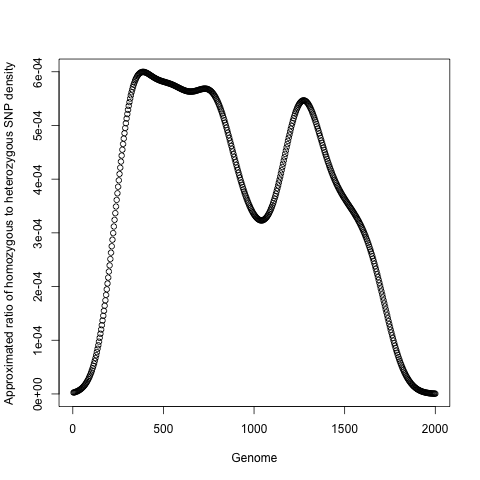 Approximated ratio of homozygous to heterozygous SNP density
6e-04
5e-04
4e-04
3e-04
2e-04
1e-04
0e+00
0 500 1000 1500 2000
Genome